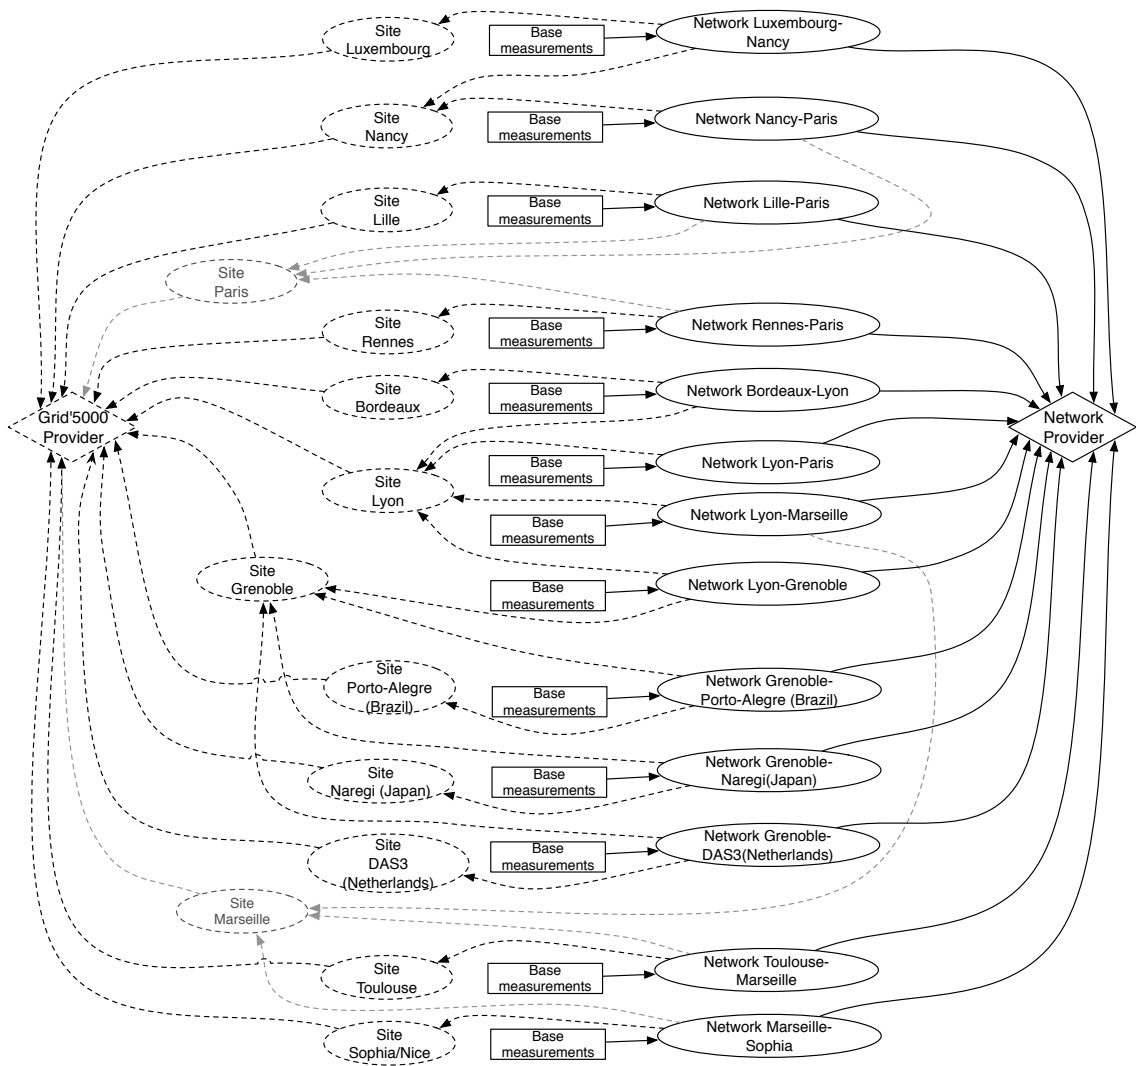 Site
Luxembourg
Base
measurements
Network Luxembourg-
Nancy
Site
Nancy
Base
measurements
Network Nancy-Paris
Site
Lille
Base
measurements
Network Lille-Paris
Site
Paris
Site
Rennes
Base
measurements
Network Rennes-Paris
Site
Bordeaux
Base
measurements
Network Bordeaux-Lyon
Grid'5000
Provider
Network
Provider
Site
Lyon
Base
measurements
Network Lyon-Paris
Base
measurements
Network Lyon-Marseille
Site
Grenoble
Base
measurements
Network Lyon-Grenoble
Site
Porto-Alegre
(Brazil)
Base
measurements
Network Grenoble-
Porto-Alegre (Brazil)
Site
Naregi (Japan)
Base
measurements
Network Grenoble-
Naregi(Japan)
Site
DAS3
(Netherlands)
Base
measurements
Network Grenoble-
DAS3(Netherlands)
Site
Marseille
Site
Toulouse
Base
measurements
Network Toulouse-
Marseille
Site
Sophia/Nice
Base
measurements
Network Marseille-
Sophia